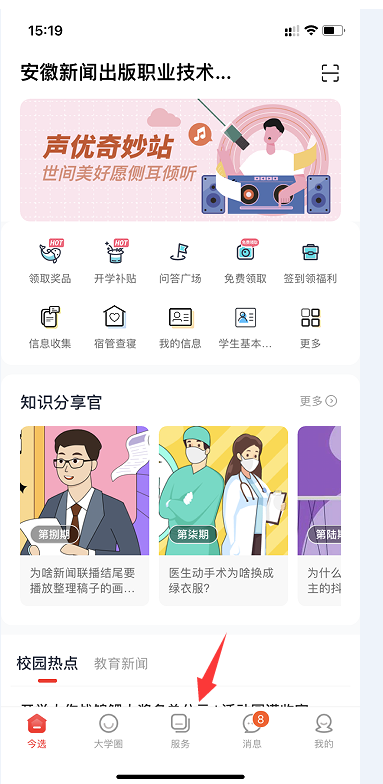 15:19
安徽新闻出版职业技术...
声优奇妙站
世间美好愿侧耳倾听
HOT
HOT
免费领取
领取奖品
开学补贴
问答广场
免费领取
签到领福利
信息收集
宿管查寝
我的信息
学生基本...
更多
知识分享官
更多
第捌期
第柒期
第陆
为啥新闻联播结尾要
播放整理稿子的画...
医生动手术为啥换成
绿衣服?
为什么
主的抖
校园热点
教育新闻
8
今选
大学圈
服务
消息
我的